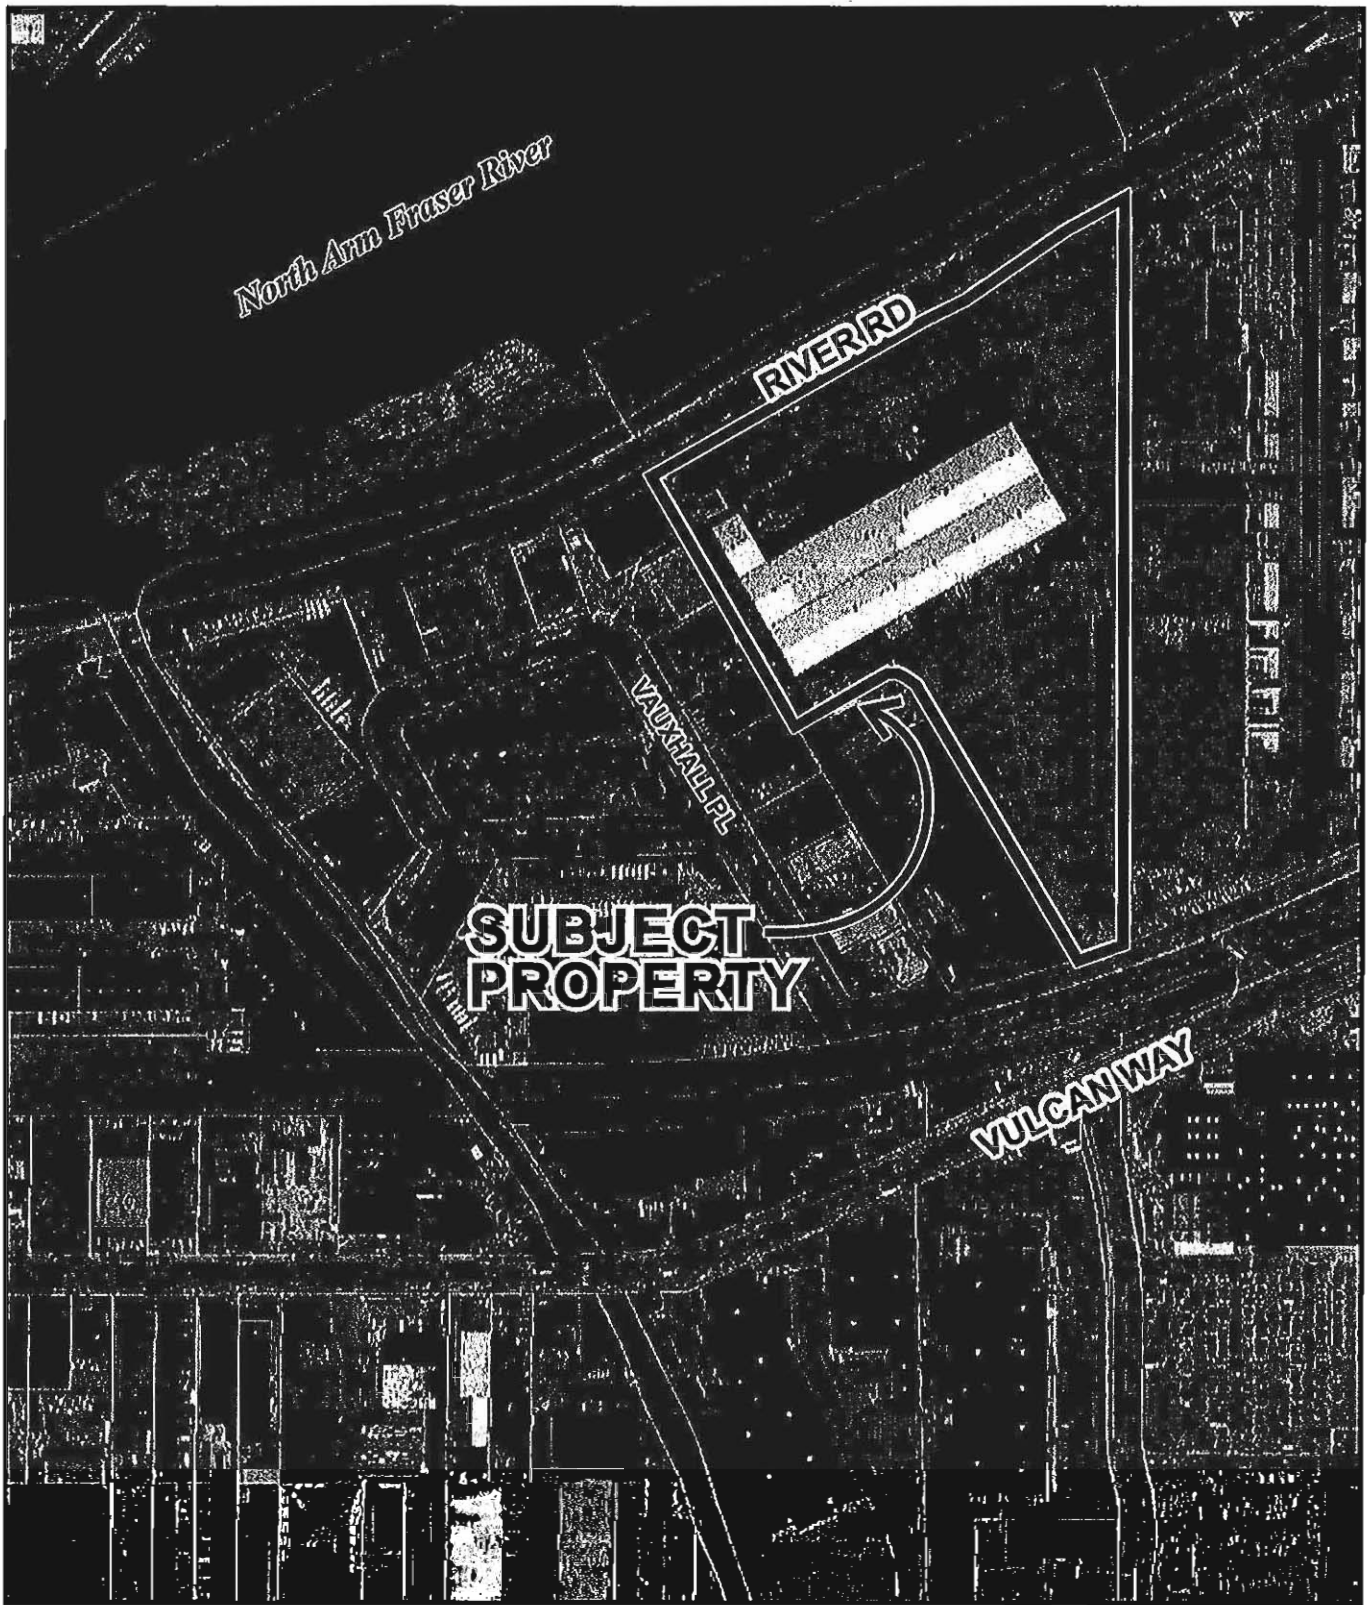 North Arm Fraser River
RIVER RD
VAUXHALL PL
SUBJECT
PROPERTY
VULCAN WAY